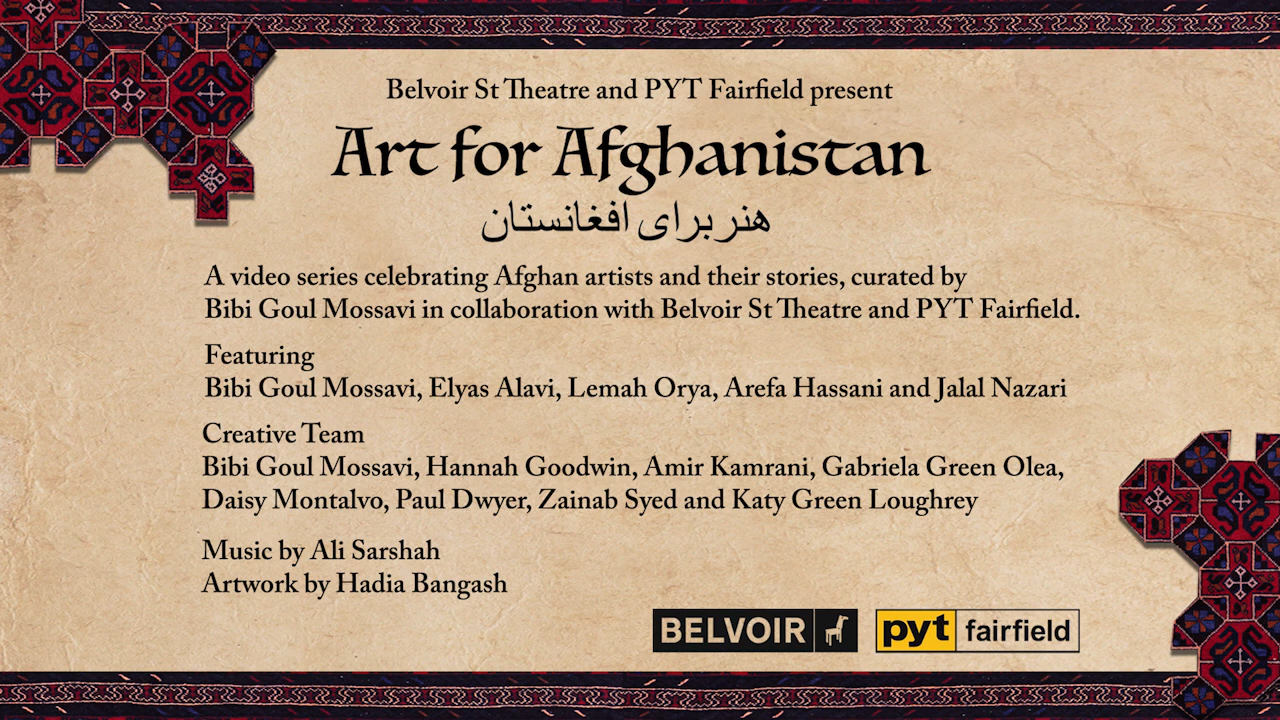 Belvoir St Theatre and PYT Fairfield present
Art for Afghanistan
هنر برای افغانستان
A video series celebrating Afghan artists and their stories, curated by
Bibi Goul Mossavi in collaboration with Belvoir St Theatre and PYT Fairfield.
Featuring
Bibi Goul Mossavi, Elyas Alavi, Lemah Orya, Arefa Hassani and Jalal Nazari
Creative Team
Bibi Goul Mossavi, Hannah Goodwin, Amir Kamrani, Gabriela Green Olea,
Daisy Montalvo, Paul Dwyer, Zainab Syed and Katy Green Loughrey
Music by Ali Sarshah
Artwork by Hadia Bangash
BELVOIR
pyt fairfield